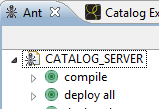 Ant Catalog Ex
CATALOG_SERVER
compile
deploy all